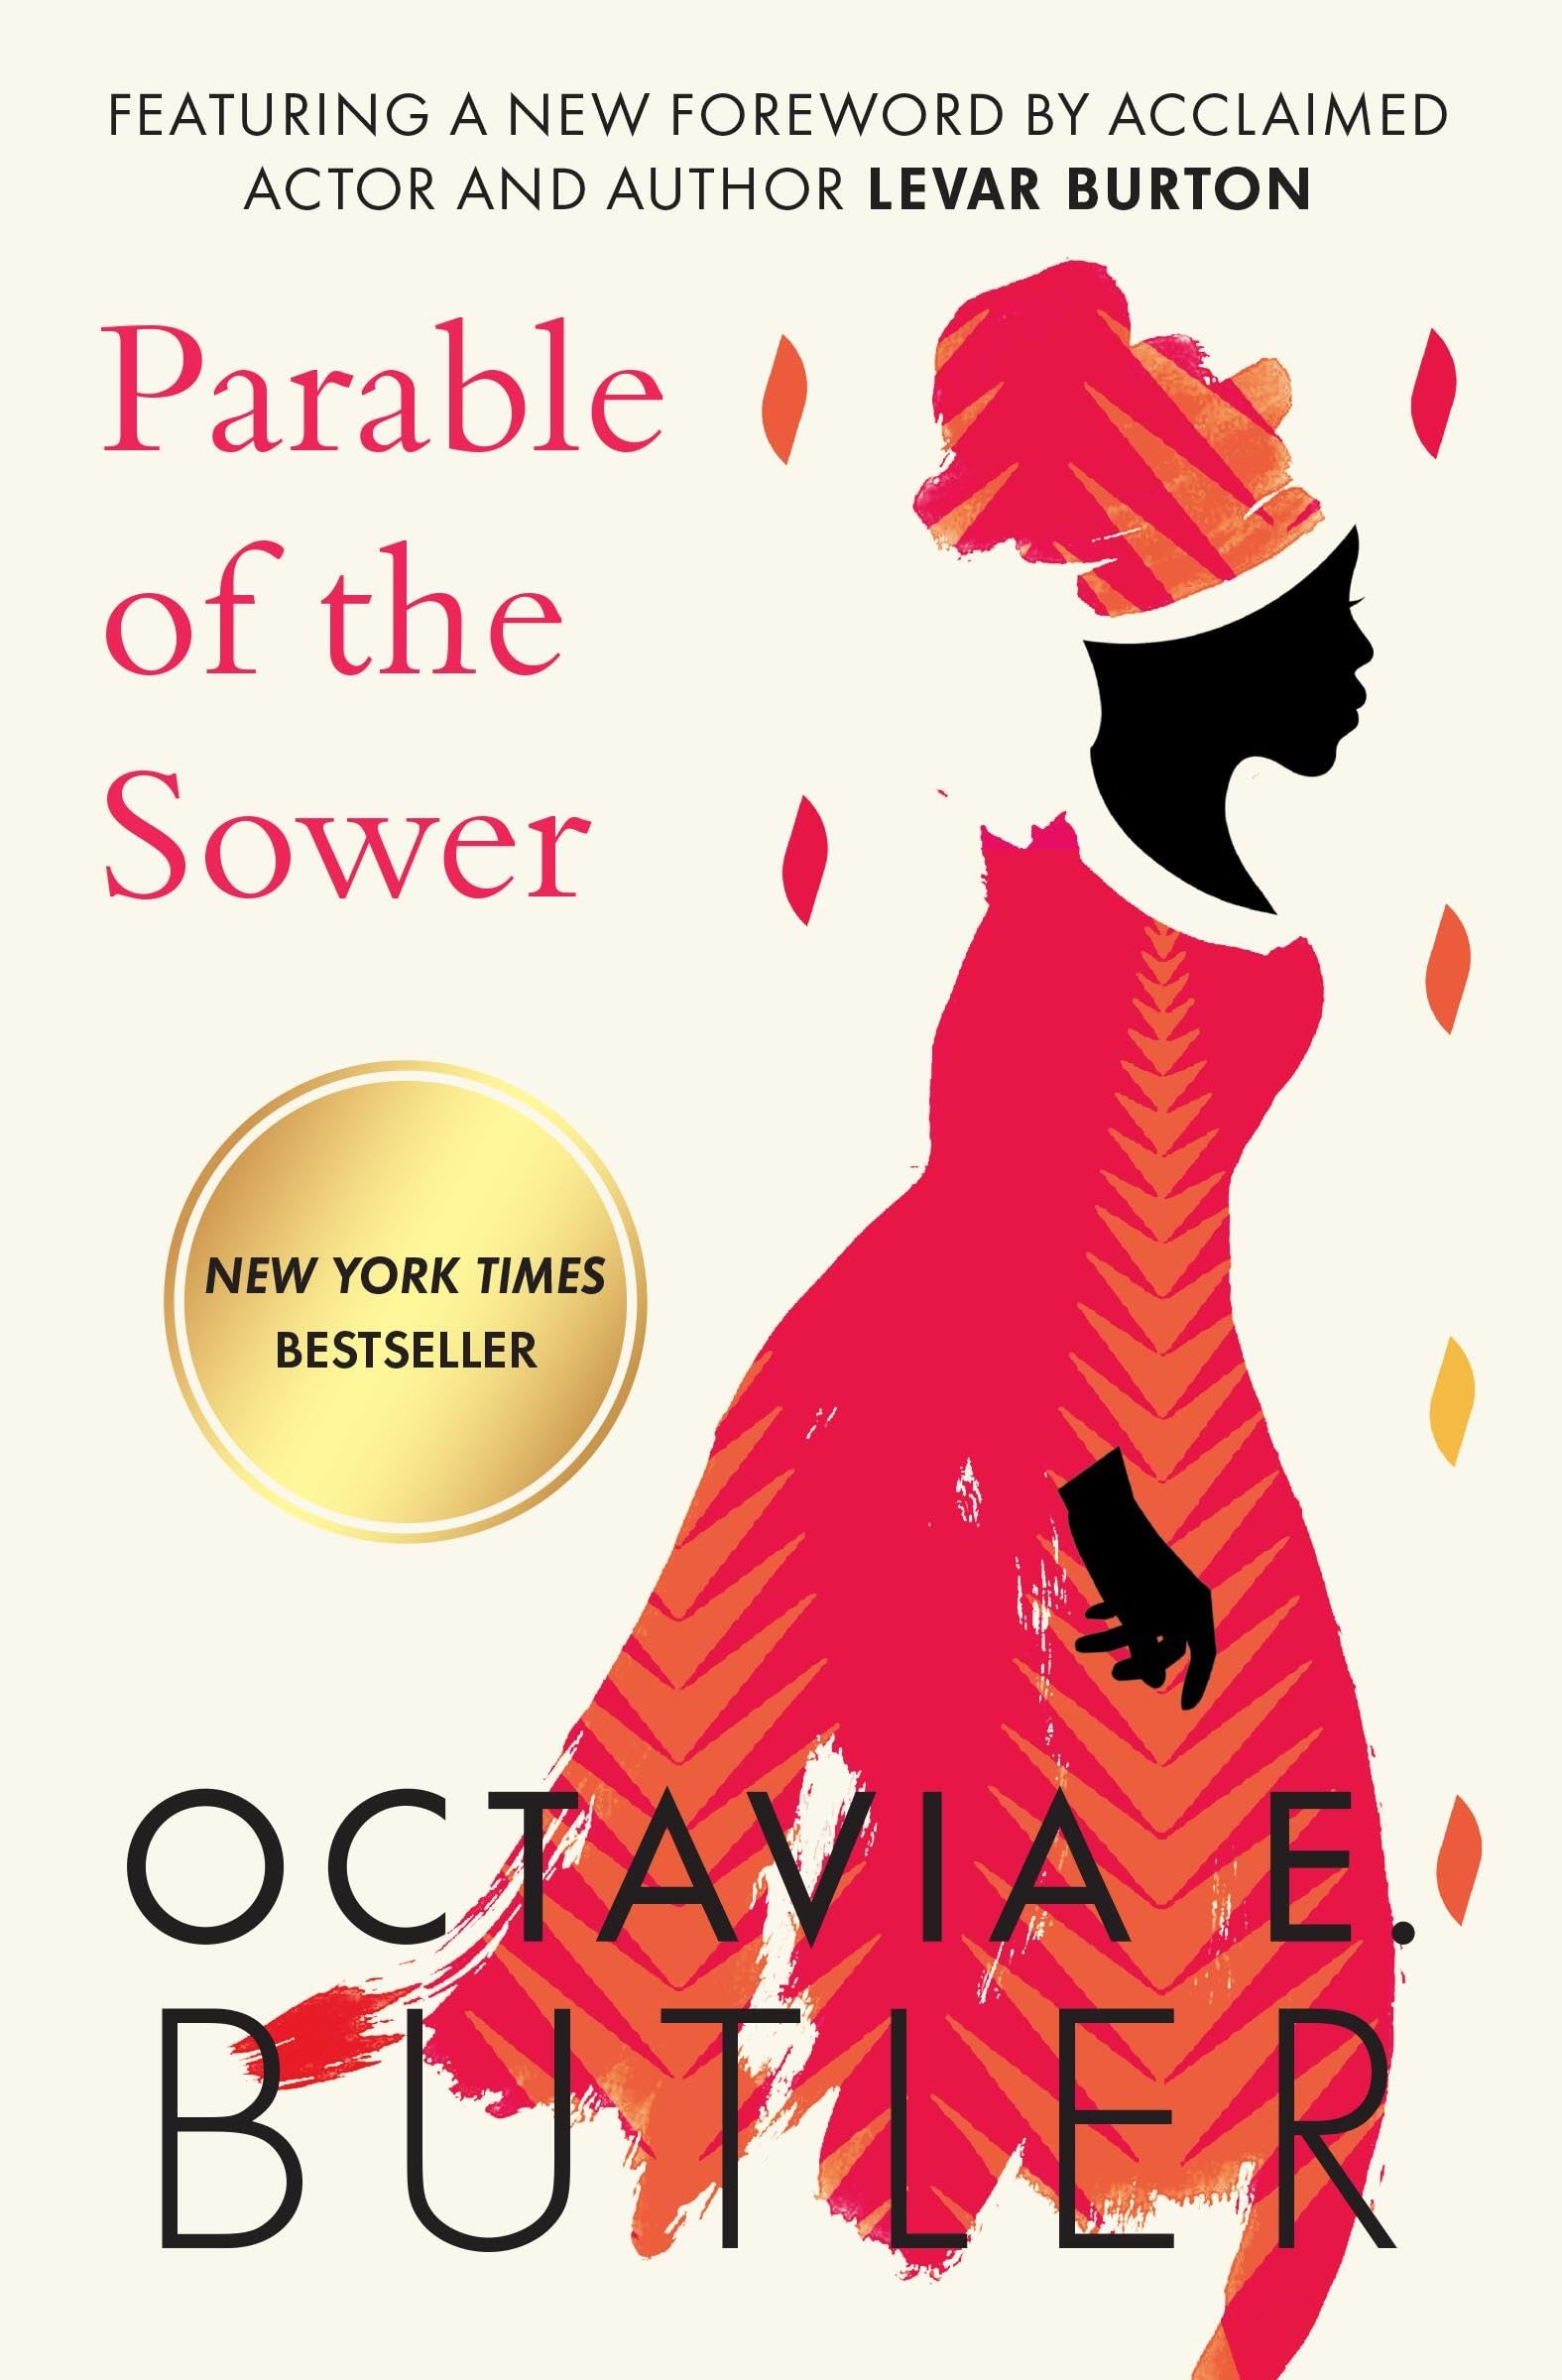 FEATURING A NEW FOREWORD BY ACCLAIMED
ACTOR AND AUTHOR LEVAR BURTON
Parable
of the
Sower
NEW YORK TIMES
BESTSELLER
OCTAVIA E.
BUTLER